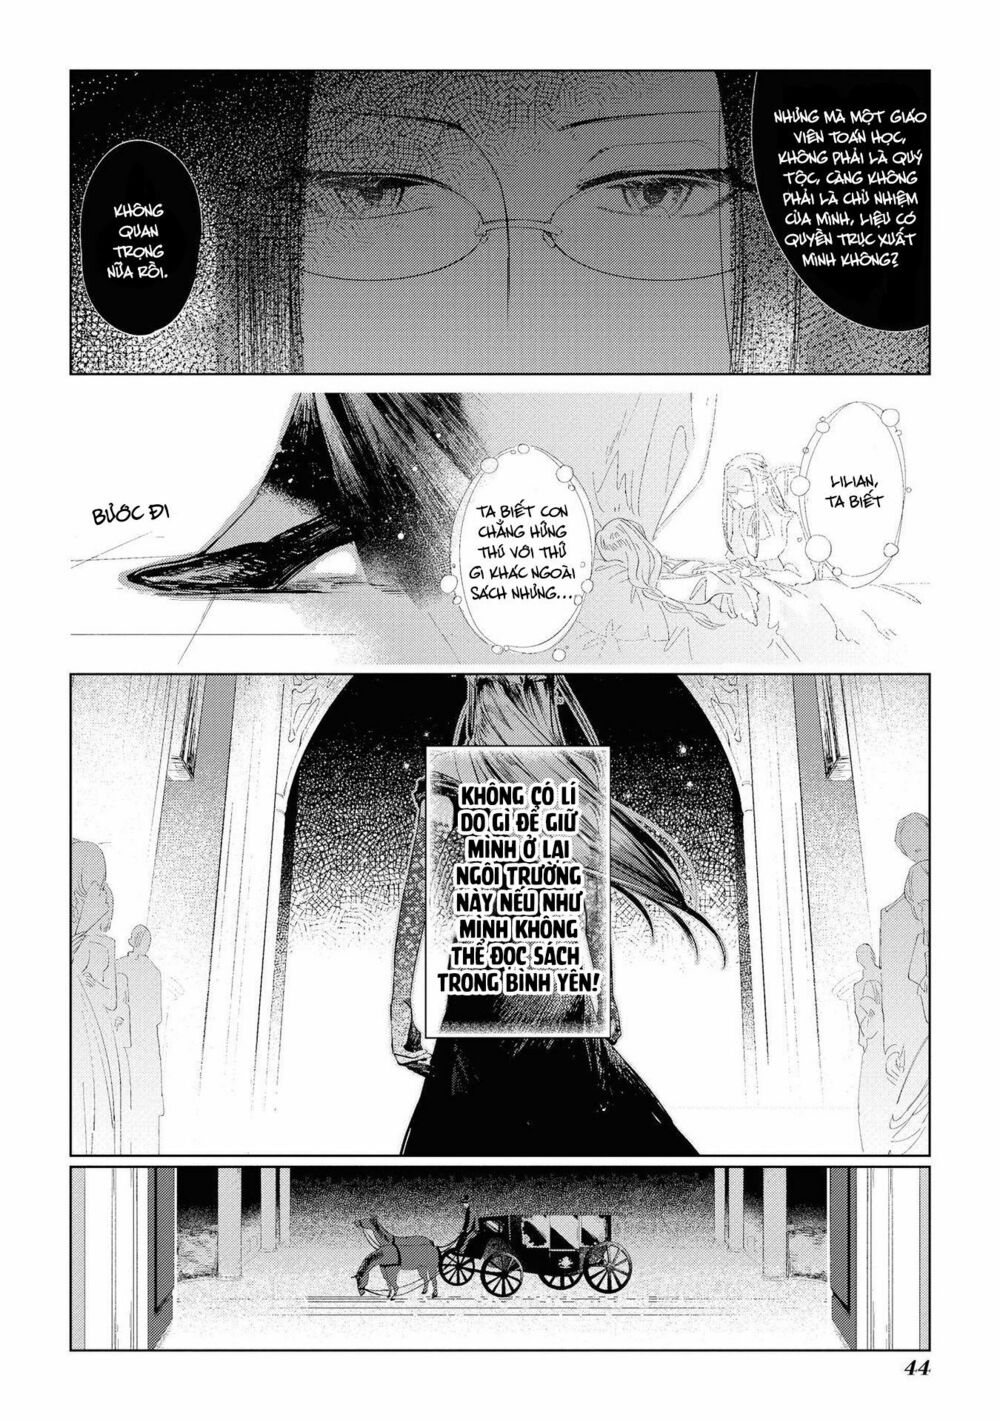 NHƯNG MÀ MỘT GIÁO
VIÊN TOÁN HỌC,
KHÔNG PHẢI LÀ QUÝ
TỘC, CÀNG KHÔNG
PHẢI LÀ CHỦ NHIỆM
CỦA MÌNH, LIỆU CÓ
QUYỀN TRỤC XUẤT
MÌNH KHÔNG?
KHÔNG
QUAN
TRỌNG
NỮA RỒI.
LILIAN,
TA BIẾT
TA BIẾT CON
CHẲNG HỨNG
THÚ VỚI THỨ
GÌ KHÁC NGOÀI
SÁCH NHƯNG...
BƯỚC ĐI
KHÔNG CÓ LÍ
DO GÌ ĐỂ GIỮ
MÌNH Ở LẠI
NGÔI TRƯỜNG
NÀY NẾU NHƯ
MÌNH KHÔNG
THỂ ĐỌC SÁCH
TRONG BÌNH YÊN!
44